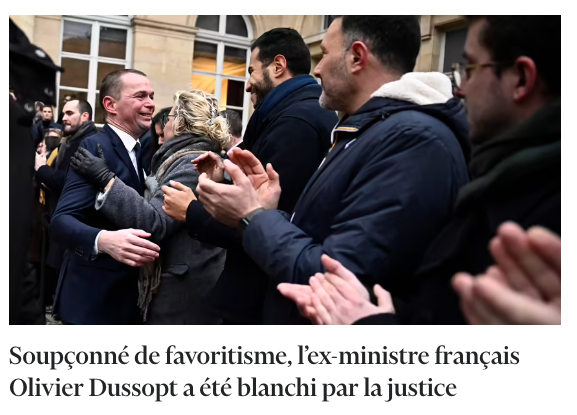 Soupçonné de favoritisme, l’ex-ministre français
Olivier Dussopt a été blanchi par la justice